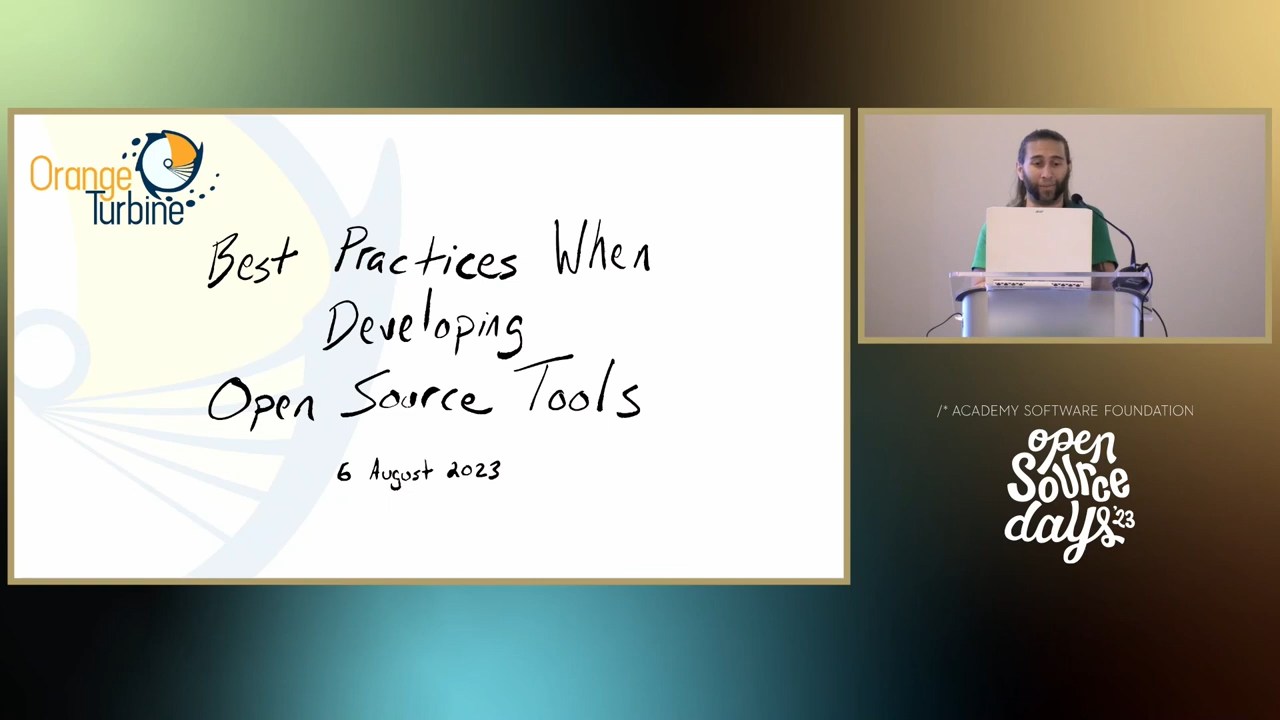 Orange
Turbine
Best Practices When
Developing
Open Source Tools
6 August 2023
/* ACADEMY SOFTWARE FOUNDATION
open
source
days '23